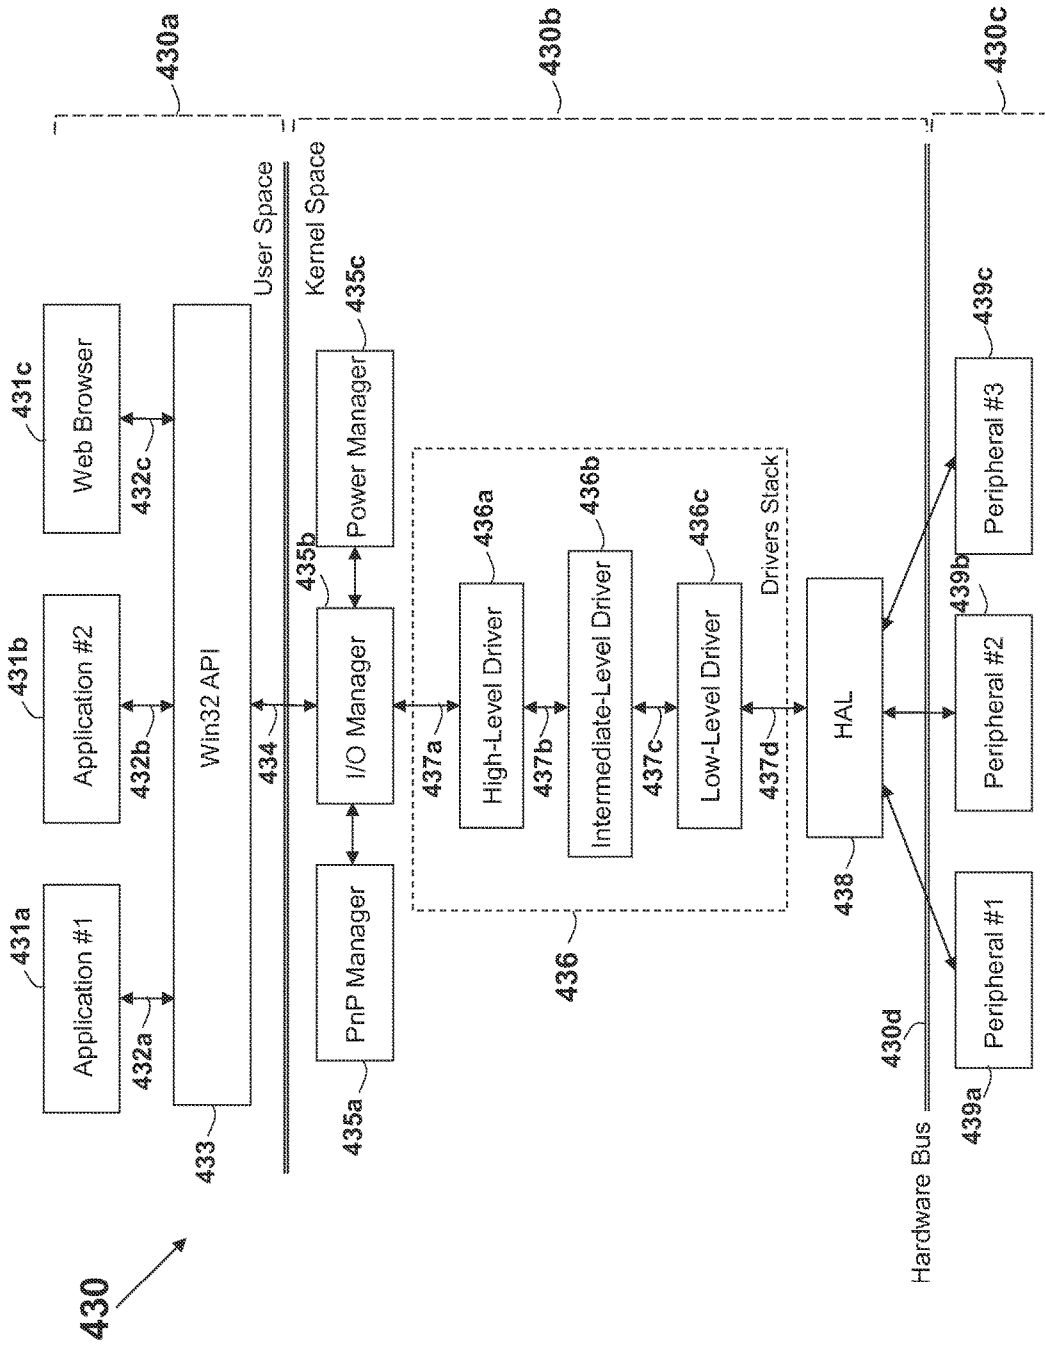 430
430a
431a
431b
431c
Application #1
Application #2
Web Browser
432a
432b
432c
433
Win32 API
434
User Space
Kernel Space
430b
435a
435b
435c
PnP Manager
I/O Manager
Power Manager
437a
436a
High-Level Driver
437b
436b
Intermediate-Level Driver
437c
436c
Low-Level Driver
436
437d
Drivers Stack
438
HAL
430d
Hardware Bus
430c
439a
439b
439c
Peripheral #1
Peripheral #2
Peripheral #3